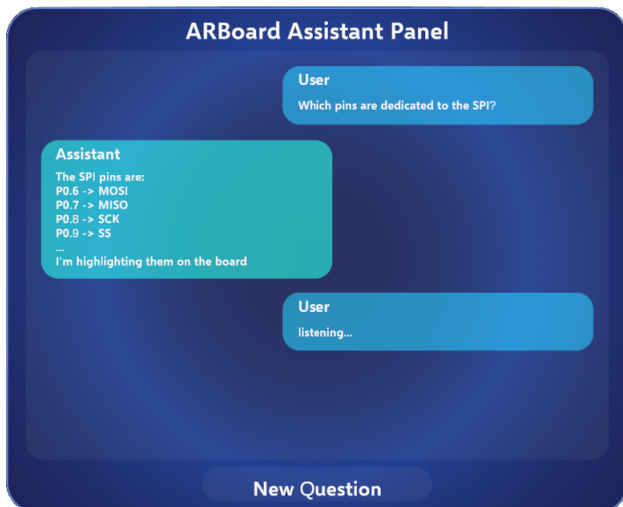 ARBoard Assistant Panel
User
Which pins are dedicated to the SPI?
Assistant
The SPI pins are:
P0.6 -> MOSI
P0.7 -> MISO
P0.8 -> SCK
P0.9 -> SS
...
I'm highlighting them on the board
User
listening...
New Question